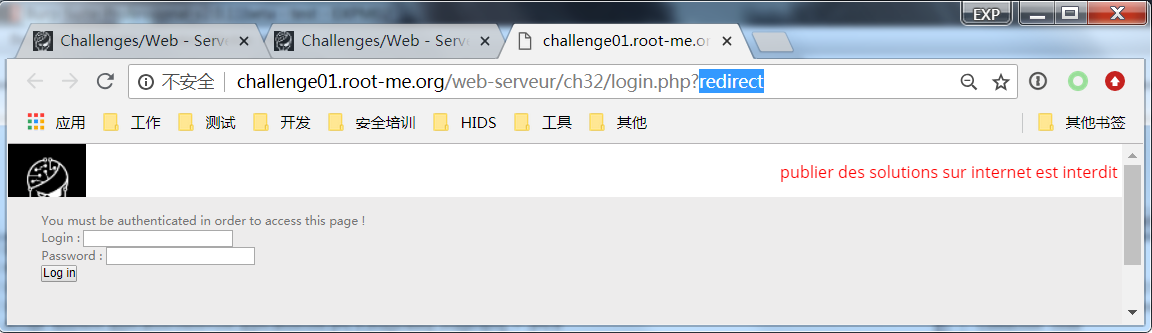 EXP
Challenges/Web - Serve
Challenges/Web - Serve
challenge01.root-me.or
不安全 challenge01.root-me.org/web-serveur/ch32/login.php?redirect
应用 工作 测试 开发 安全培训 HIDS 工具 其他 其他书签
publier des solutions sur internet est interdit
You must be authenticated in order to access this page !
Login :
Password :
Log in